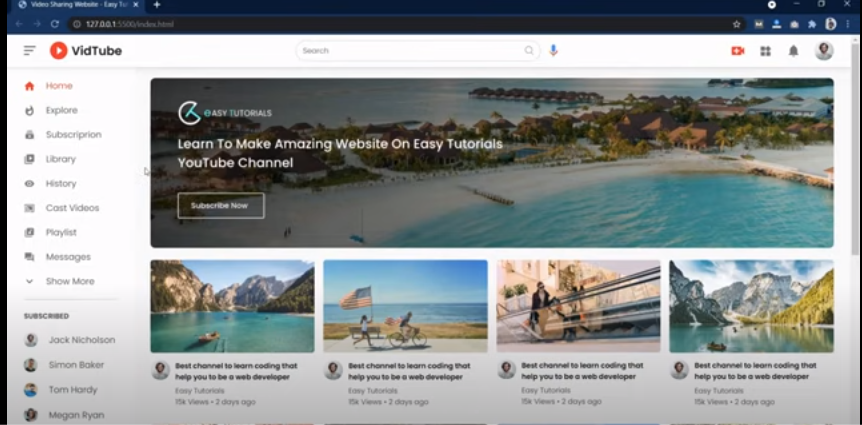 Video Sharing Website - Easy Tu
127.0.0.1:5500/index.html
VidTube
Search
Home
Explore
Subscriprion
Library
History
Cast Videos
Playlist
Messages
Show More
SUBSCRIBED
Jack Nicholson
Simon Baker
Tom Hardy
Megan Ryan
eASY TUTORIALS
Learn To Make Amazing Website On Easy Tutorials
YouTube Channel
Subscribe Now
Best channel to learn coding that
help you to be a web developer
Easy Tutorials
15k Views • 2 days ago
Best channel to learn coding that
help you to be a web developer
Easy Tutorials
15k Views • 2 days ago
Best channel to learn coding that
help you to be a web developer
Easy Tutorials
15k Views • 2 days ago
Best channel to learn coding that
help you to be a web developer
Easy Tutorials
15k Views • 2 days ago